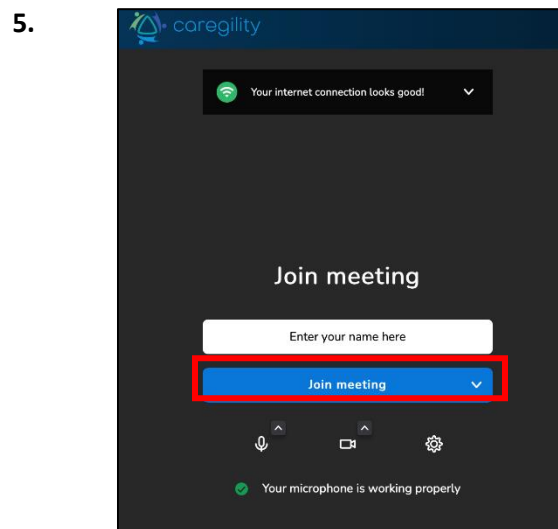 5.
caregility
Your internet connection looks good!
Join meeting
Enter your name here
Join meeting
Your microphone is working properly